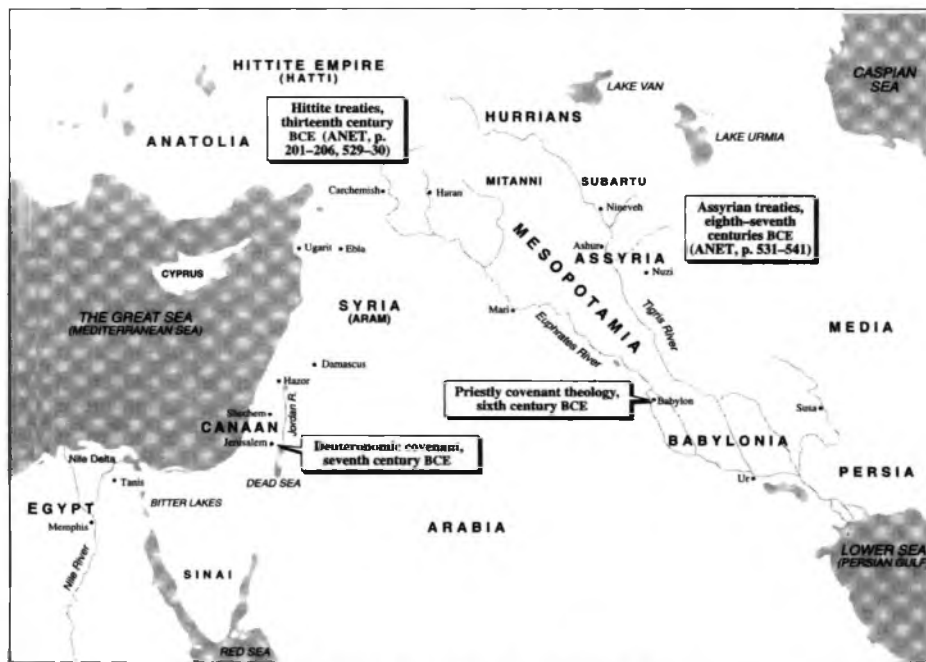 HITTITE EMPIRE
(HATTI)
CASPIAN
SEA
LAKE VAN
Hittite treaties,
thirteenth century
BCE (ANET, p.
201–206, 529–30)
HURRIANS
LAKE URMIA
ANATOLIA
MITANNI
SUBARTU
Carchemish
Haran
Nineveh
Assyrian treaties,
eighth–seventh
centuries BCE
(ANET, p. 531–541)
Ugarit
Ebla
Ashur
ASSYRIA
Nuzi
CYPRUS
MESOPOTAMIA
SYRIA
(ARAM)
Mari
THE GREAT SEA
(MEDITERRANEAN SEA)
Euphrates River
Tigris River
MEDIA
Damascus
Hazor
Jordan R.
Priestly covenant theology,
sixth century BCE
Babylon
Susa
Shechem
CANAAN
Jerusalem
Deuteronomic covenant,
seventh century BCE
BABYLONIA
Nile Delta
Tanis
DEAD SEA
Ur
PERSIA
BITTER LAKES
EGYPT
Memphis
ARABIA
Nile River
LOWER SEA
(PERSIAN GULF)
SINAI
RED SEA